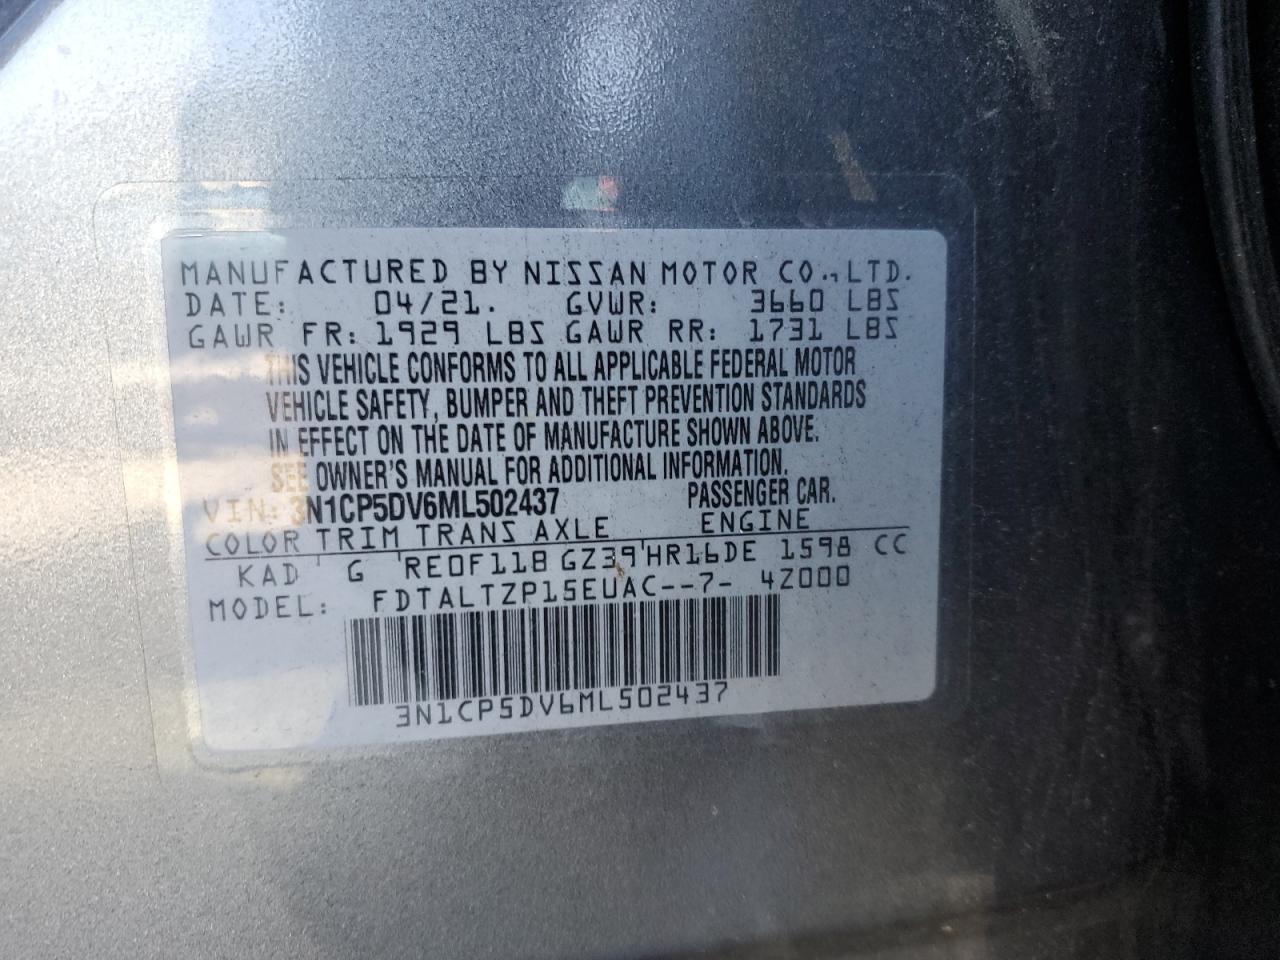 MANUFACTURED BY NISSAN MOTOR CO., LTD.
DATE: 04/21. GVWR: 3660 LBS
GAWR FR: 1929 LBS GAWR RR: 1731 LBS
THIS VEHICLE CONFORMS TO ALL APPLICABLE FEDERAL MOTOR
VEHICLE SAFETY, BUMPER AND THEFT PREVENTION STANDARDS
IN EFFECT ON THE DATE OF MANUFACTURE SHOWN ABOVE.
SEE OWNER'S MANUAL FOR ADDITIONAL INFORMATION.
VIN: 3N1CP5DV6ML502437 PASSENGER CAR.
COLOR TRIM TRANS AXLE ENGINE
KAD G RE0F11B GZ39 HR16DE 1598 CC
MODEL: FDTALTZP15EUAC--7- 4Z000
3N1CP5DV6ML502437